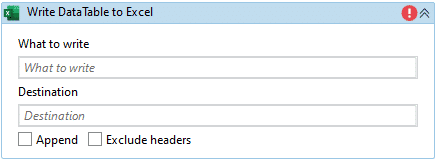 Write DataTable to Excel
What to write
What to write
Destination
Destination
Append Exclude headers